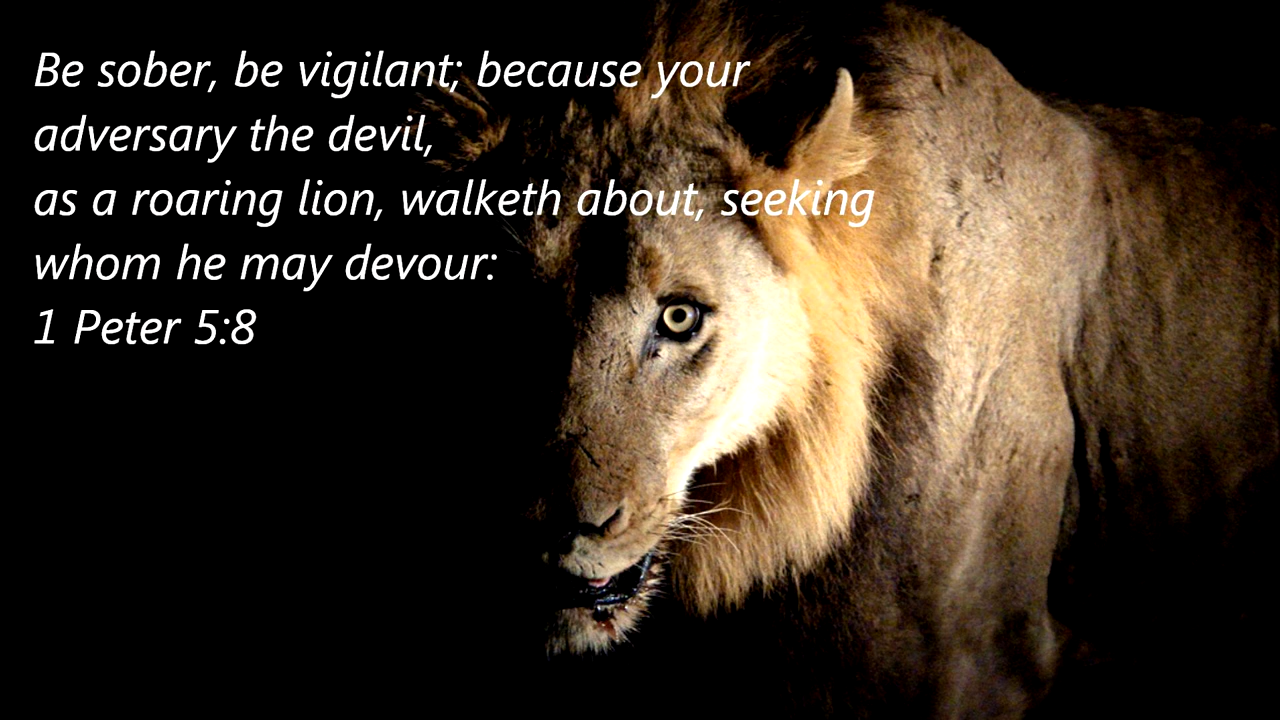 Be sober, be vigilant; because your
adversary the devil,
as a roaring lion, walketh about, seeking
whom he may devour:
1 Peter 5:8